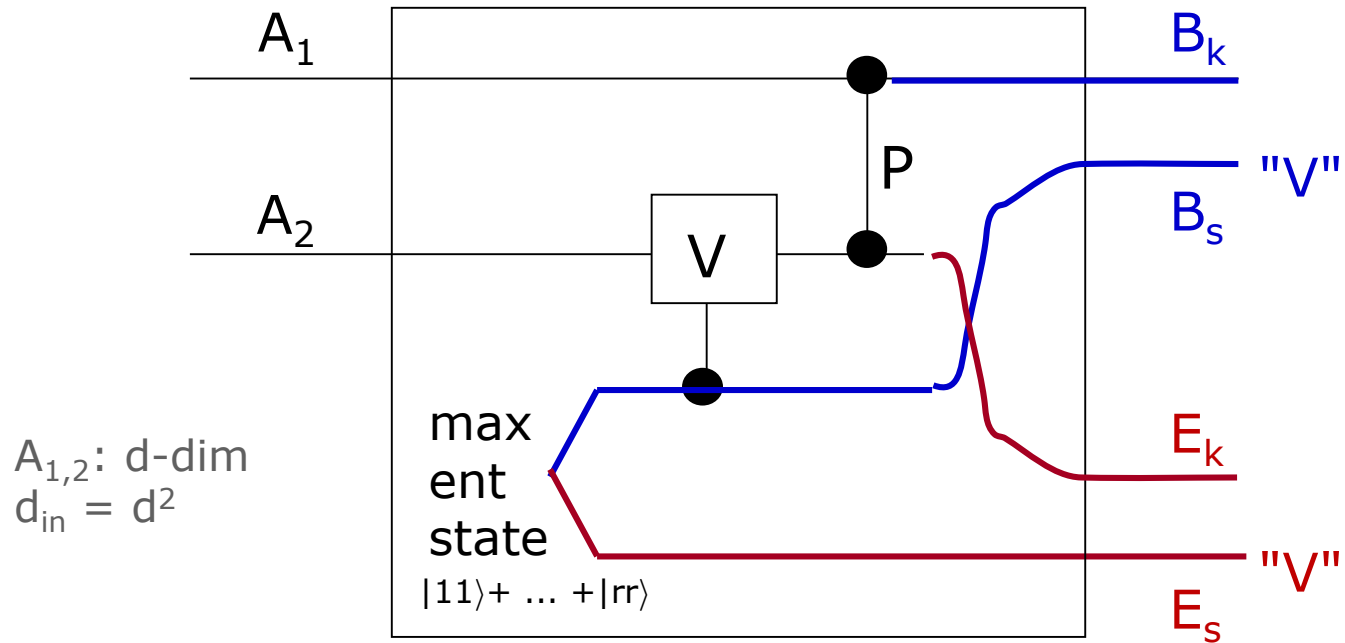 A₁
Bₖ
P
"V"
A₂
V
Bₛ
max
ent
state
|11⟩+ ... +|rr⟩
A₁,₂: d-dim
dᵢₙ = d²
Eₖ
"V"
Eₛ